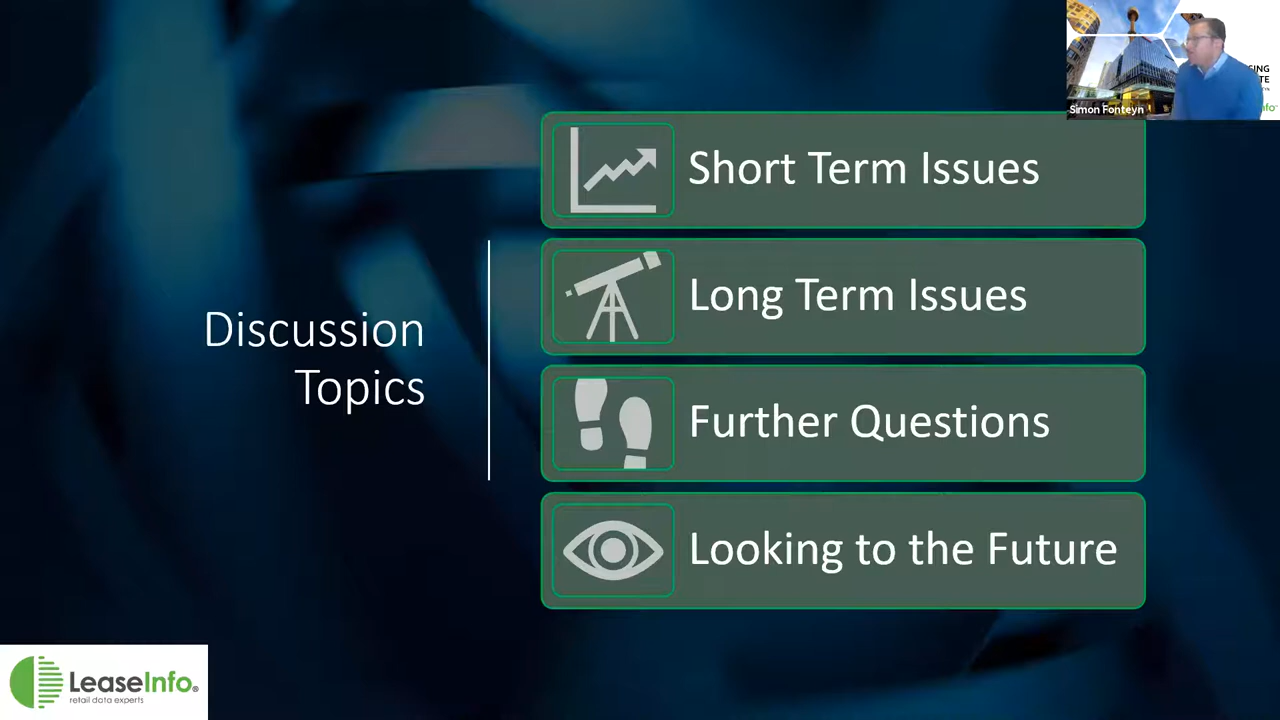 Discussion
Topics
Short Term Issues
Long Term Issues
Further Questions
Looking to the Future
Simon Fonteyn
LeaseInfo®
retail data experts